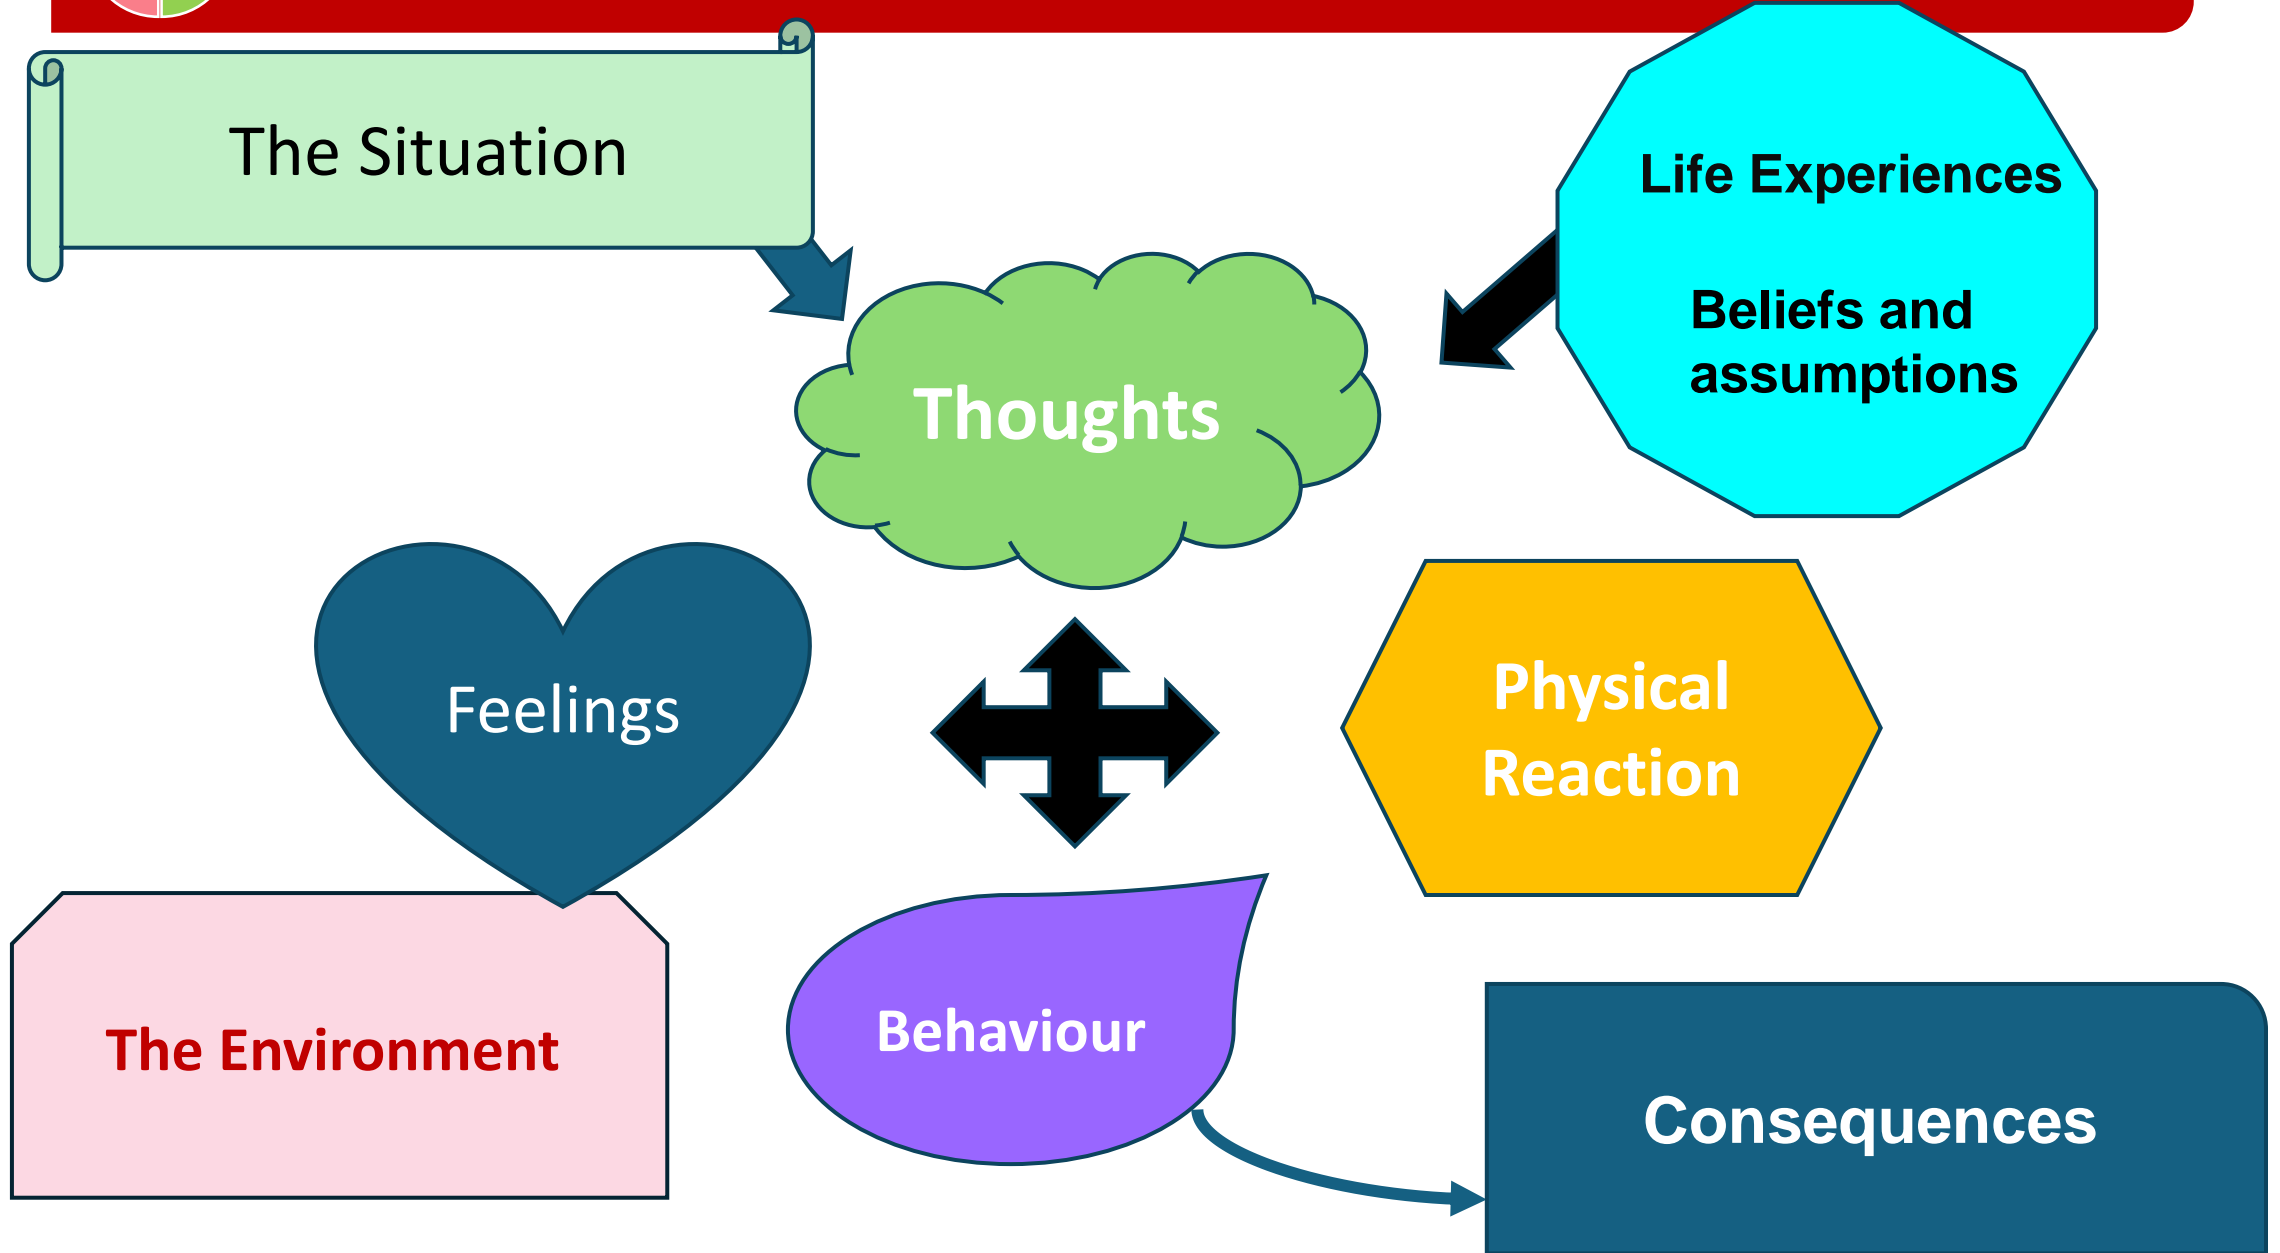 The Situation
Life Experiences
Beliefs and
assumptions
Thoughts
Feelings
Physical
Reaction
The Environment
Behaviour
Consequences